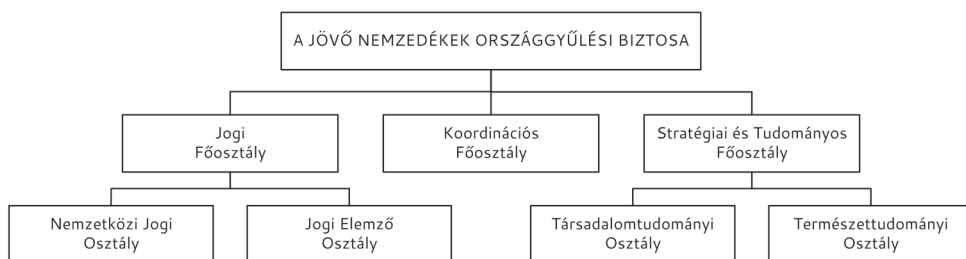 A JÖVŐ NEMZEDÉKEK ORSZÁGGYŰLÉSI BIZTOSA
Jogi
Főosztály
Koordinációs
Főosztály
Stratégiai és Tudományos
Főosztály
Nemzetközi Jogi
Osztály
Jogi Elemző
Osztály
Társadalomtudományi
Osztály
Természettudományi
Osztály